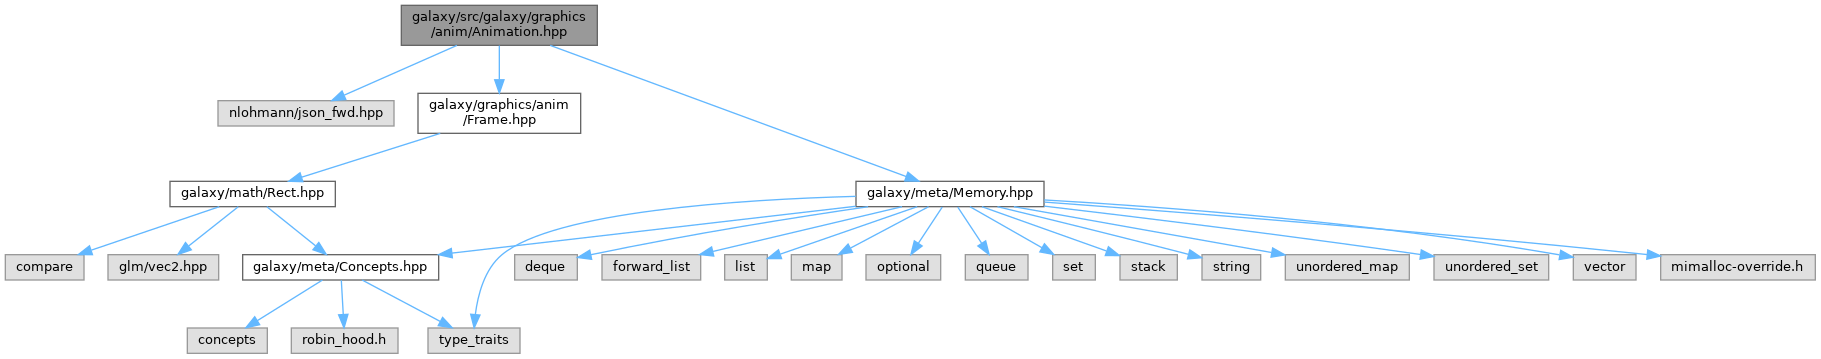 galaxy/src/galaxy/graphics
/anim/Animation.hpp
nlohmann/json_fwd.hpp
galaxy/graphics/anim
/Frame.hpp
galaxy/math/Rect.hpp
galaxy/meta/Memory.hpp
compare
glm/vec2.hpp
galaxy/meta/Concepts.hpp
deque
forward_list
list
map
optional
queue
set
stack
string
unordered_map
unordered_set
vector
mimalloc-override.h
concepts
robin_hood.h
type_traits